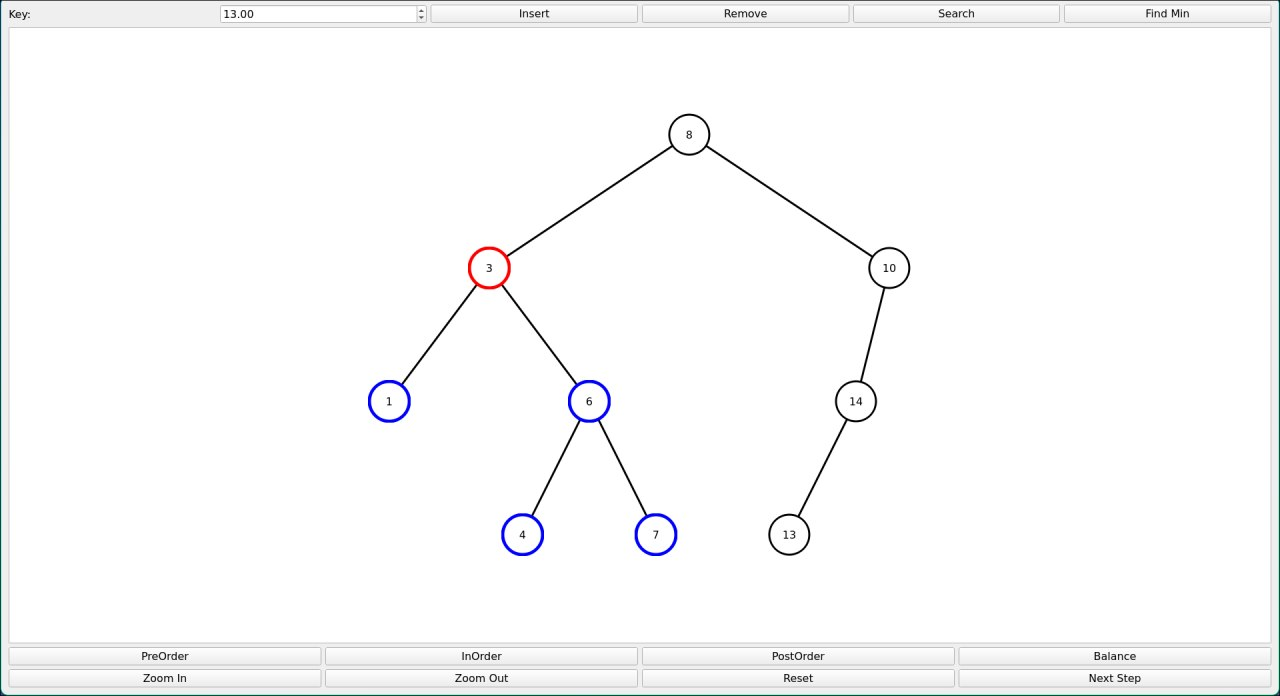 Key: 13.00 Insert Remove Search Find Min
8
3 10
1 6 14
4 7 13
PreOrder InOrder PostOrder Balance
Zoom In Zoom Out Reset Next Step